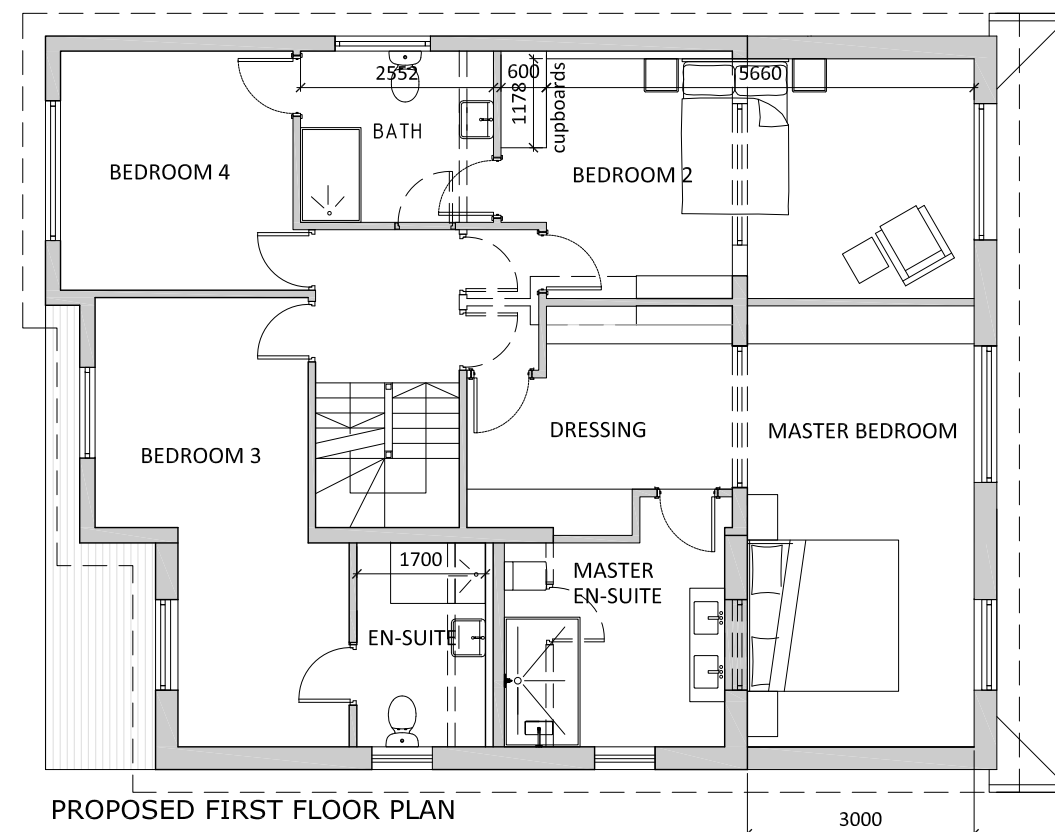 2552
600
5660
1178
cupboards
BATH
BEDROOM 4
BEDROOM 2
DRESSING
MASTER BEDROOM
BEDROOM 3
1700
MASTER
EN-SUITE
EN-SUITE
PROPOSED FIRST FLOOR PLAN
3000